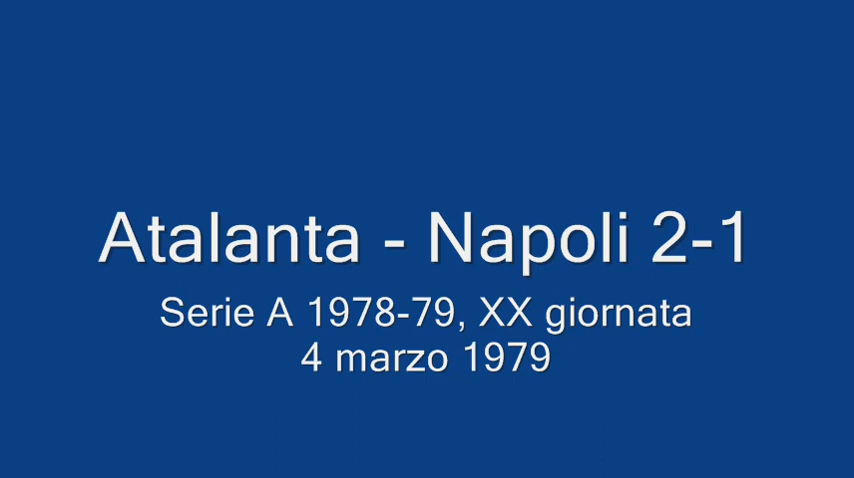 Atalanta - Napoli 2-1
Serie A 1978-79, XX giornata
4 marzo 1979